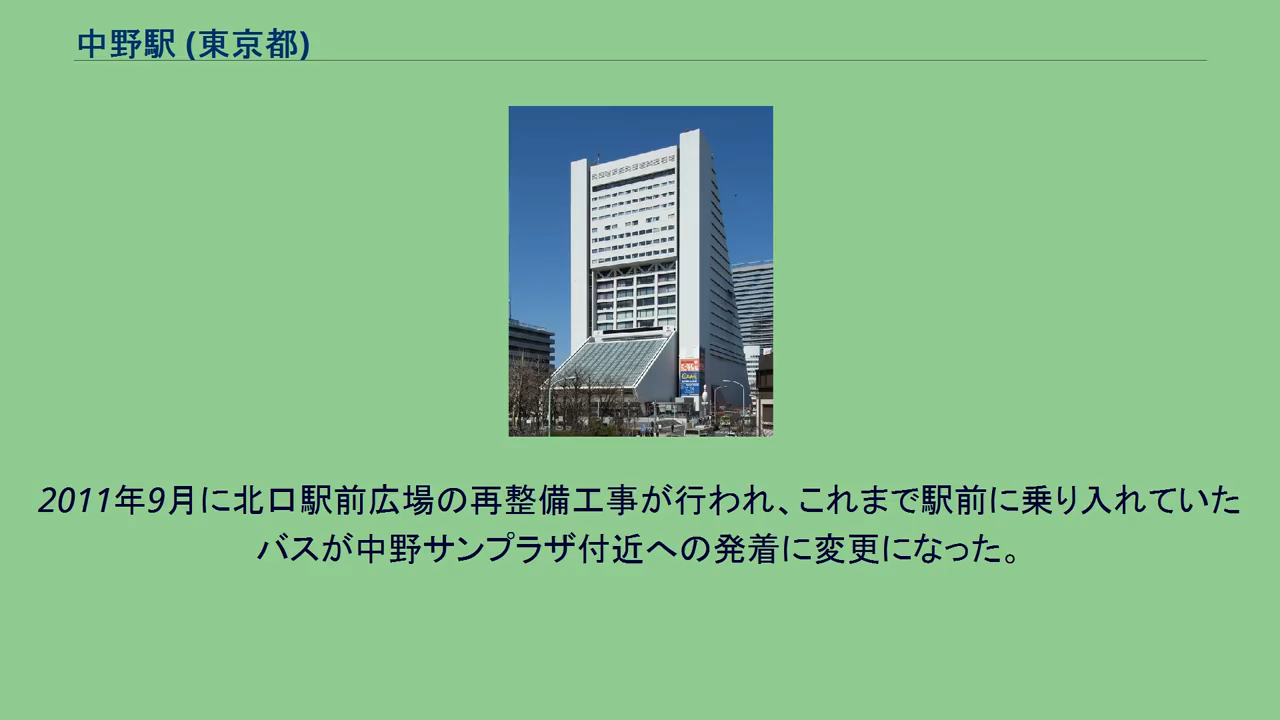 中野駅 (東京都)
2011年9月に北口駅前広場の再整備工事が行われ、これまで駅前に乗り入れていた
バスが中野サンプラザ付近への発着に変更になった。